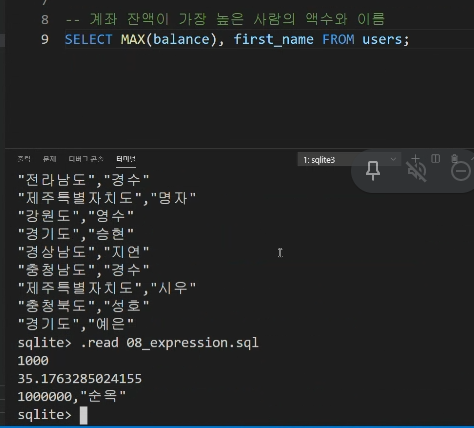 8 -- 계좌 잔액이 가장 높은 사람의 액수와 이름
9 SELECT MAX(balance), first_name FROM users;
출력 문제 디버그 콘솔 터미널 1: sqlite3
"전라남도","경수"
"제주특별자치도","명자"
"강원도","영수"
"경기도","승현"
"경상남도","지연"
"충청남도","경수"
"제주특별자치도","시우"
"충청북도","성호"
"경기도","예은"
sqlite> .read 08_expression.sql
1000
35.1763285024155
1000000,"순옥"
sqlite>